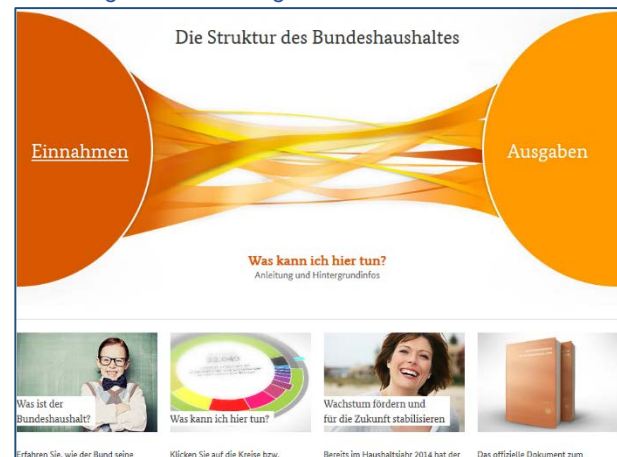 Die Struktur des Bundeshaushaltes
Einnahmen
Ausgaben
Was kann ich hier tun?
Anleitung und Hintergrundinfos
Was ist der
Bundeshaushalt?
Was kann ich hier tun?
Wachstum fördern und
für die Zukunft stabilisieren
Erfahren Sie, wie der Bund seine
Klicken Sie auf die Kreise bzw.
Bereits im Haushaltsjahr 2014 hat der
Das offizielle Dokument zum